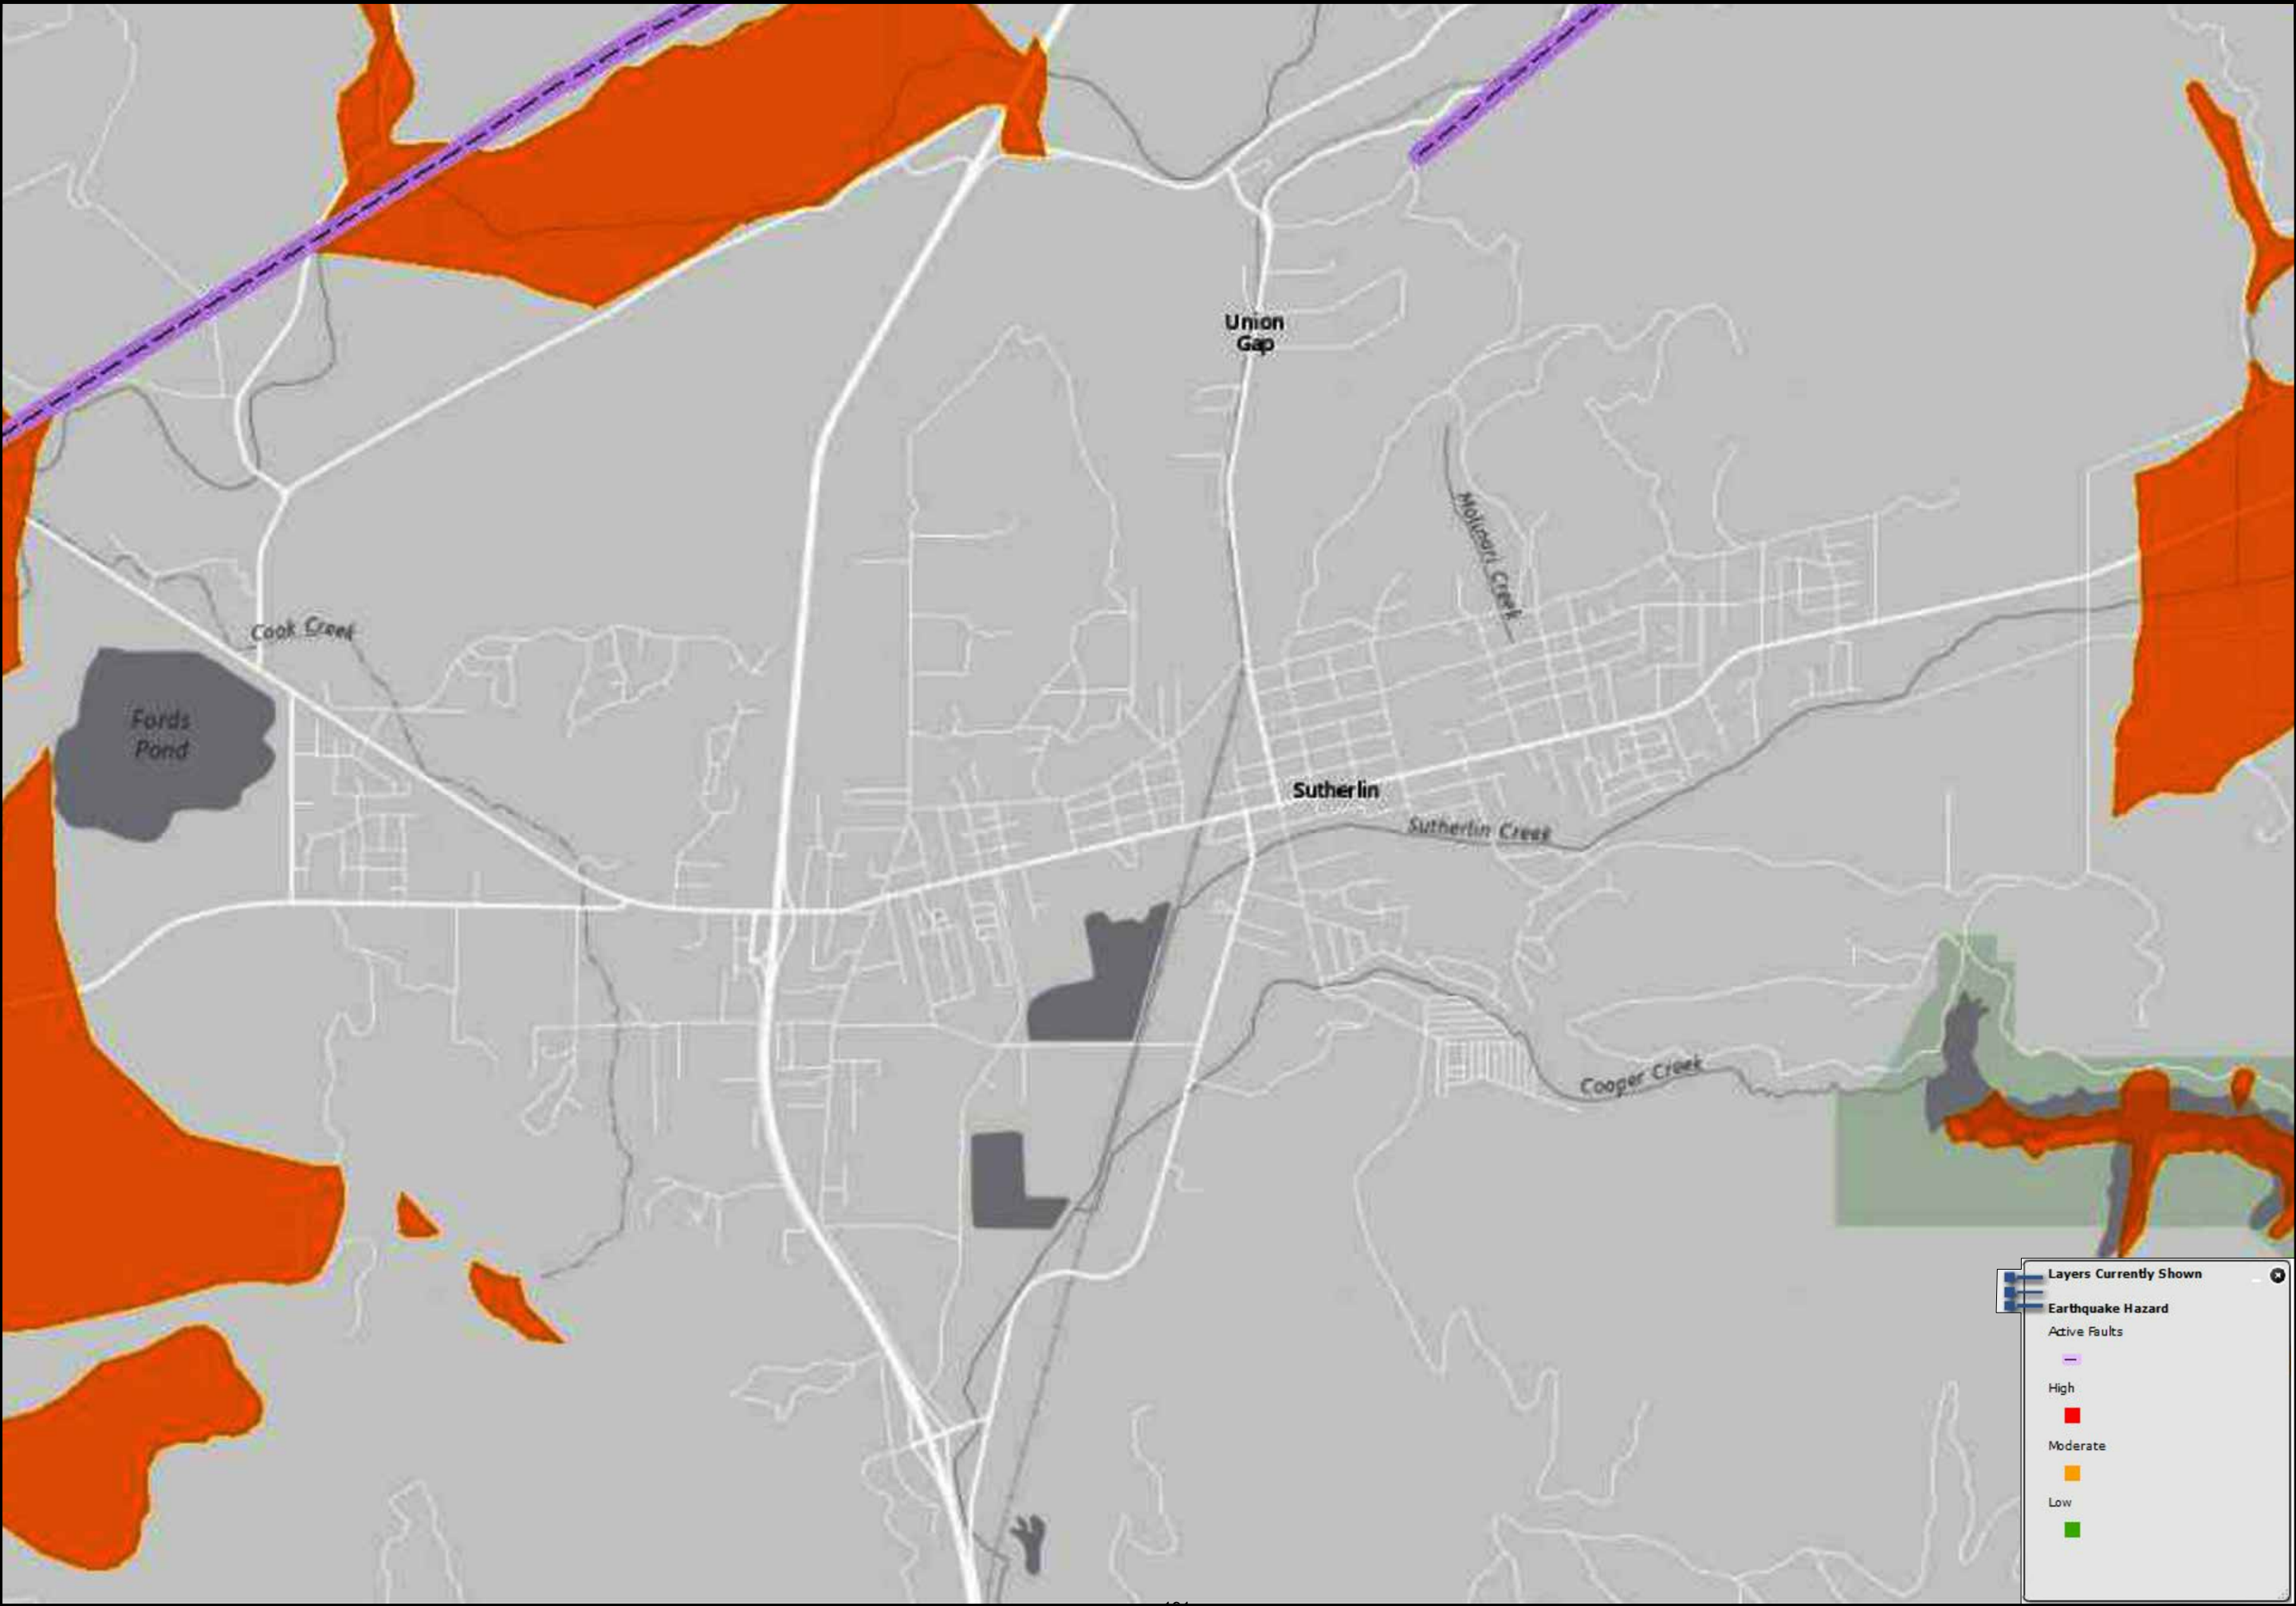 Union
Gap
Molinari Creek
Cook Creek
Fords
Pond
Sutherlin
Sutherlin Creek
Cooper Creek
Layers Currently Shown
Earthquake Hazard
Active Faults
High
Moderate
Low